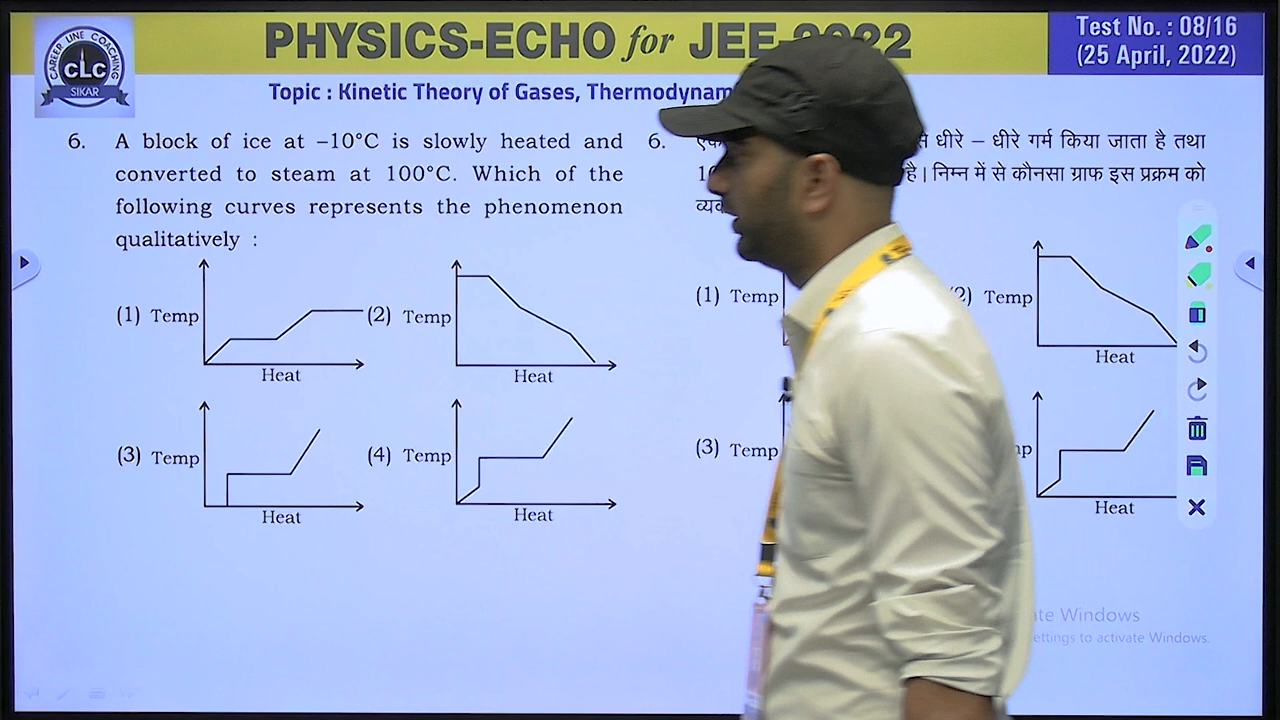 PHYSICS-ECHO for JEE-2022
Test No. : 08/16
(25 April, 2022)
CAREER LINE COACHING
CLC
SIKAR
Topic : Kinetic Theory of Gases,
6. A block of ice at –10°C is slowly heated and
converted to steam at 100°C. Which of the
following curves represents the phenomenon
qualitatively :
(1) Temp
Heat
(2) Temp
Heat
(3) Temp
Heat
(4) Temp
Heat
6.
धीरे – धीरे गर्म किया जाता है तथा
है। निम्न में से कौनसा ग्राफ इस प्रक्रम को
(1) Temp
2) Temp
Heat
(3) Temp
Heat
Windows
to activate Windows.